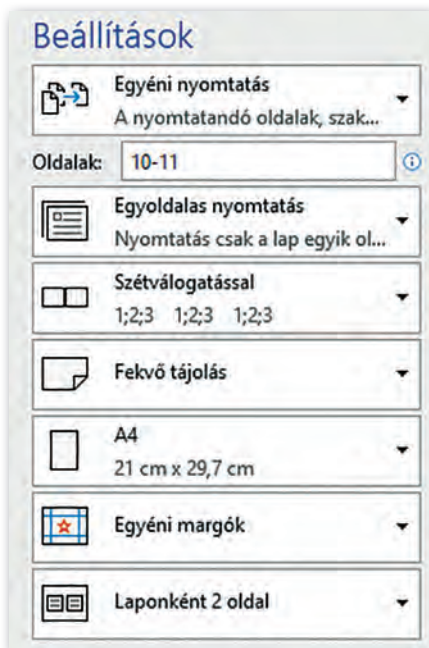 Beállítások
Egyéni nyomtatás
A nyomtatandó oldalak, szak...
Oldalak: 10-11
Egyoldalas nyomtatás
Nyomtatás csak a lap egyik ol...
Szétválogatással
1;2;3 1;2;3 1;2;3
Fekvő tájolás
A4
21 cm x 29,7 cm
Egyéni margók
Laponként 2 oldal